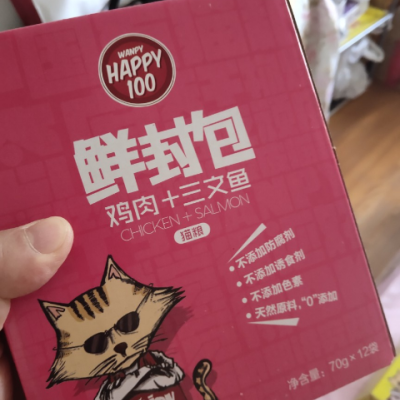 WANPY
HAPPY
100
鲜封包
鸡肉+三文鱼
CHICKEN + SALMON
猫粮
·不添加防腐剂
·不添加诱食剂
·不添加色素
·天然原料，“0”添加
净含量：70g×12袋